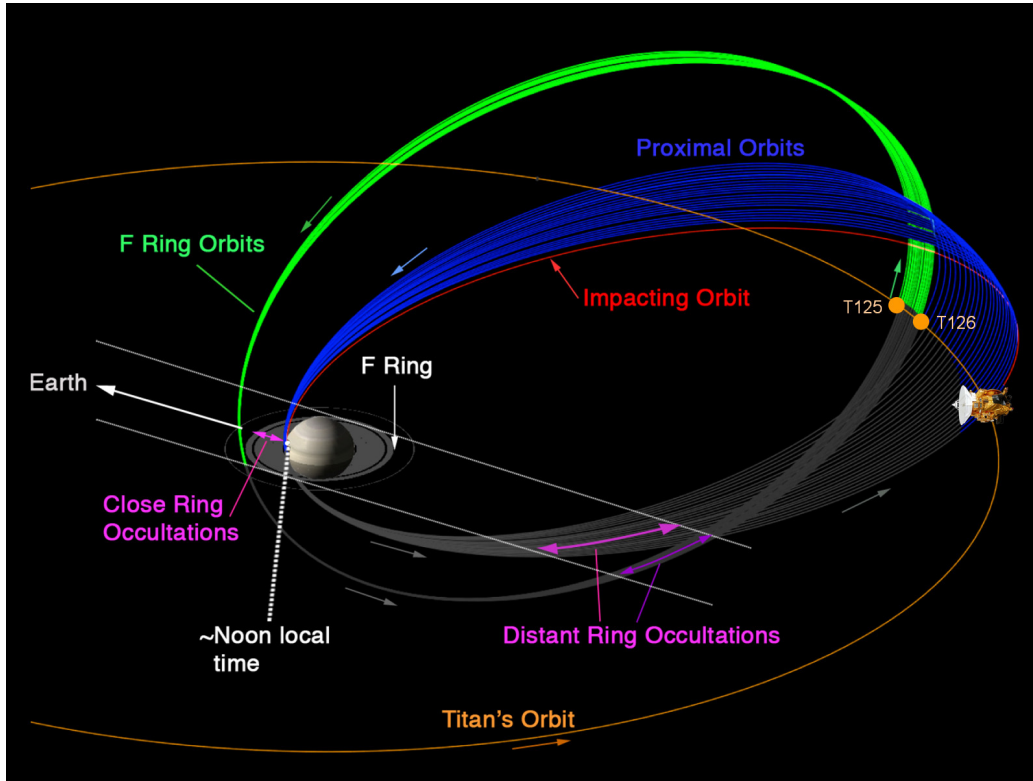 Proximal Orbits
F Ring Orbits
Impacting Orbit
T125
T126
F Ring
Earth
Close Ring
Occultations
~Noon local
time
Distant Ring Occultations
Titan's Orbit